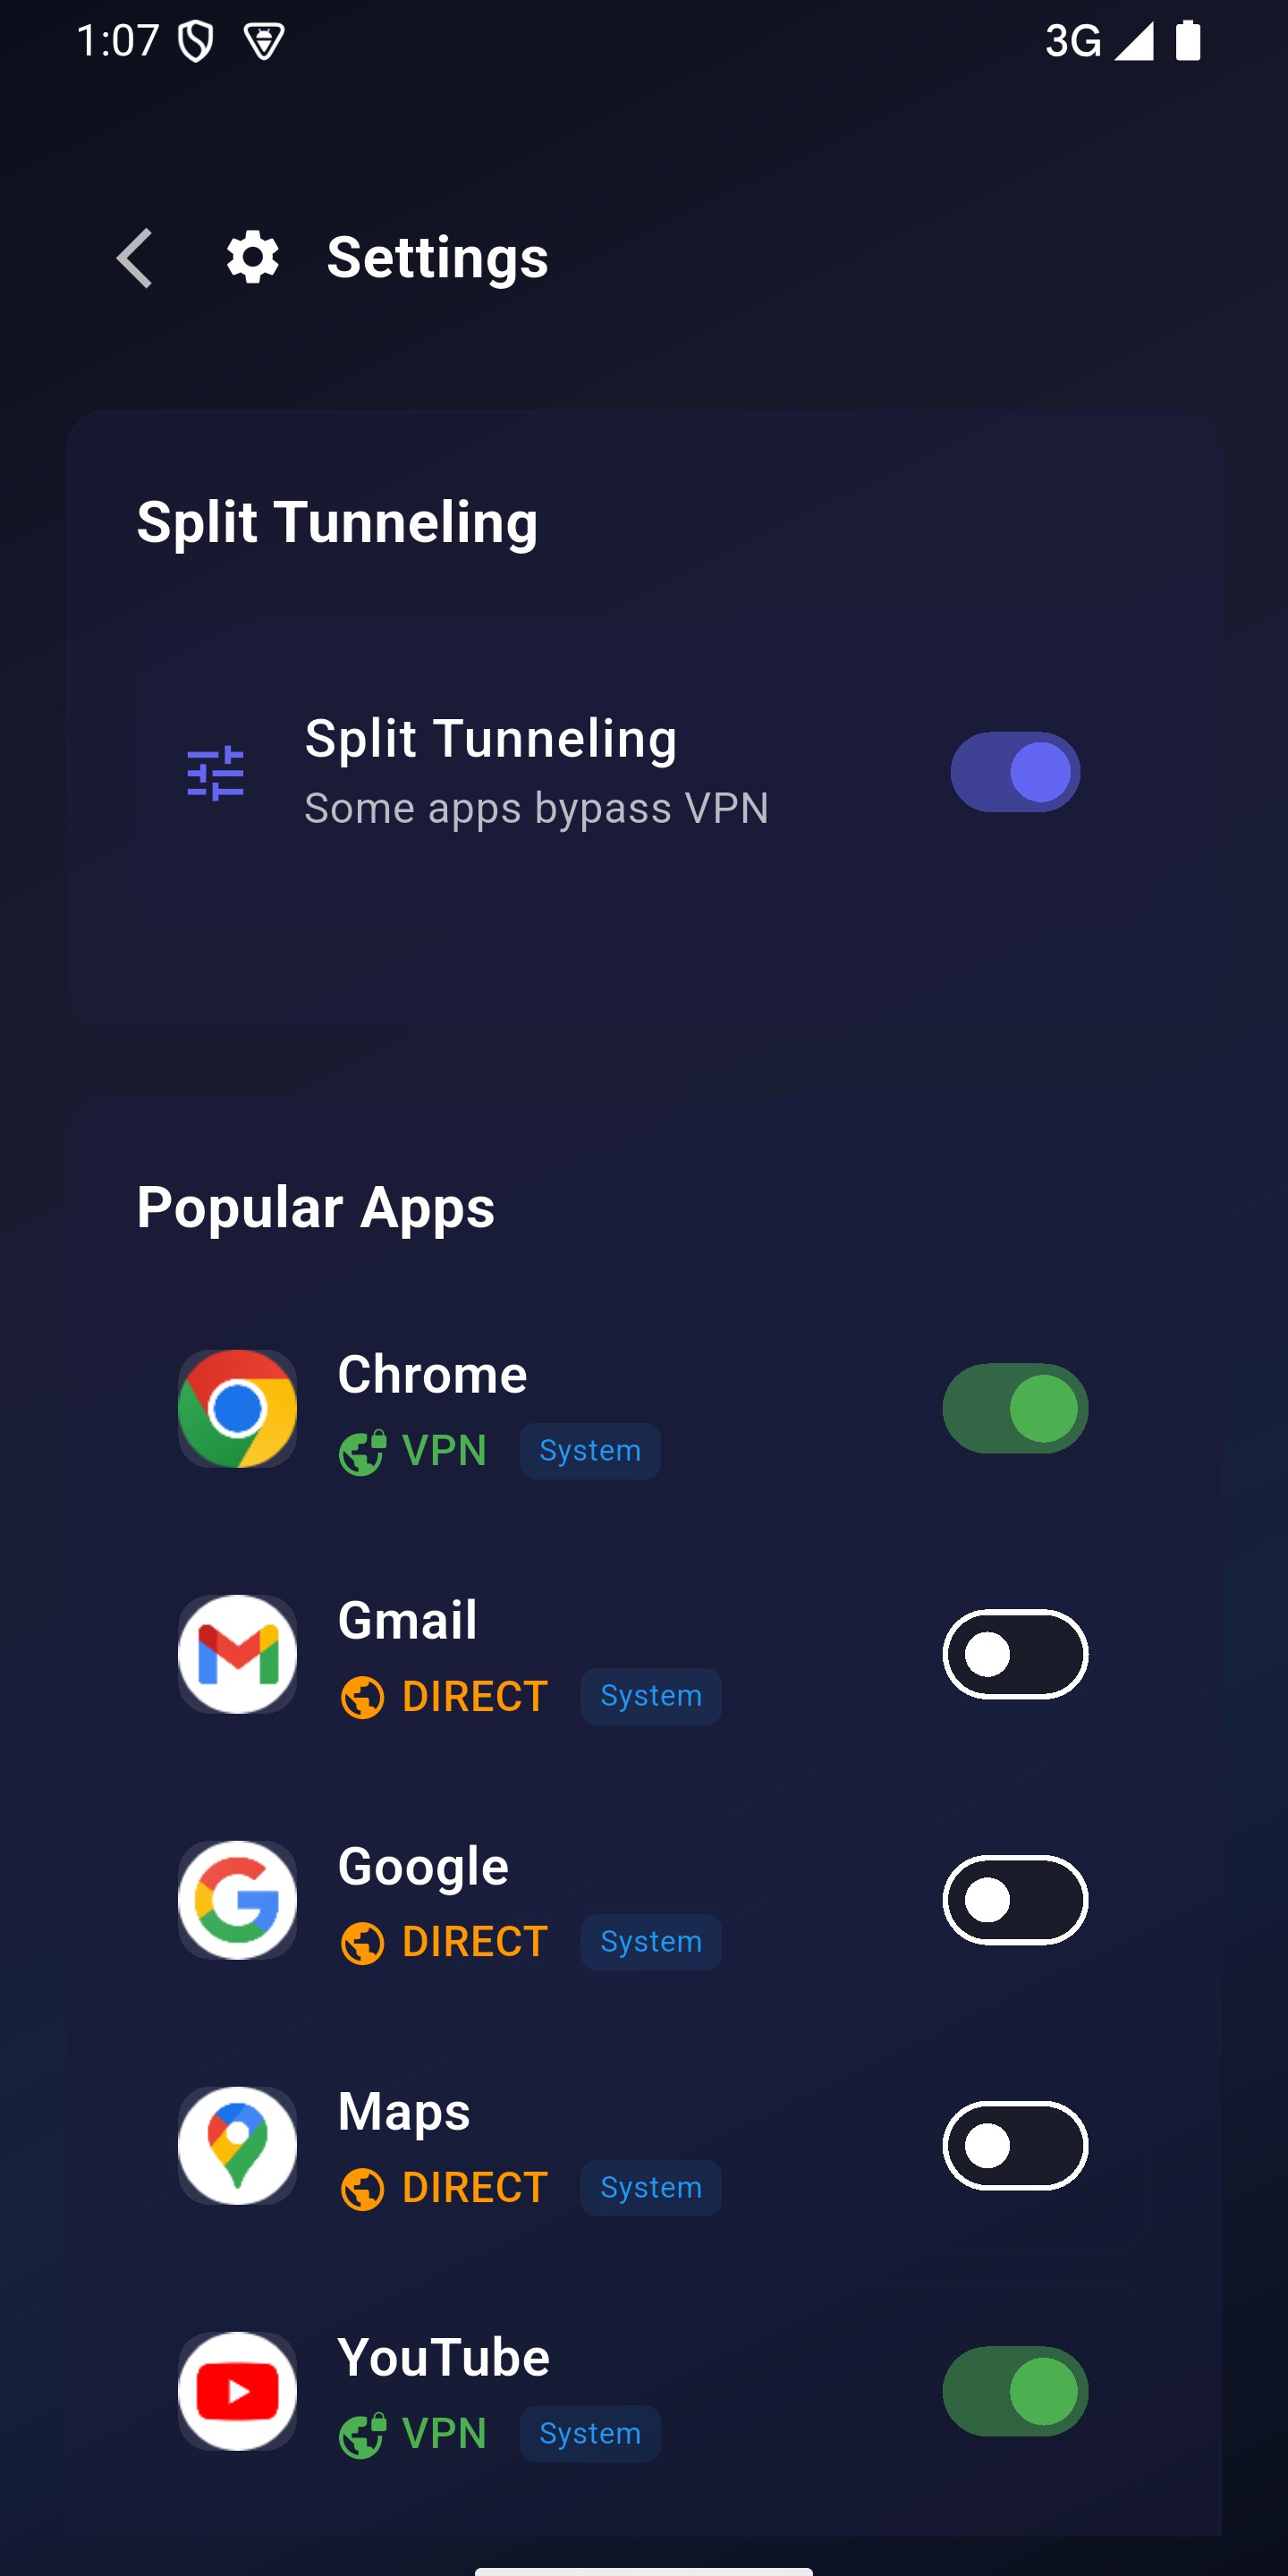 1:07 3G
Settings
Split Tunneling
Split Tunneling
Some apps bypass VPN
Popular Apps
Chrome
VPN System
Gmail
DIRECT System
Google
DIRECT System
Maps
DIRECT System
YouTube
VPN System